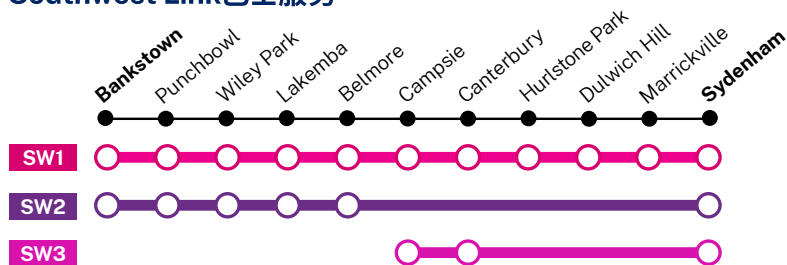 Bankstown
Punchbowl
Wiley Park
Lakemba
Belmore
Campsie
Canterbury
Hurlstone Park
Dulwich Hill
Marrickville
Sydenham
SW1
SW2
SW3